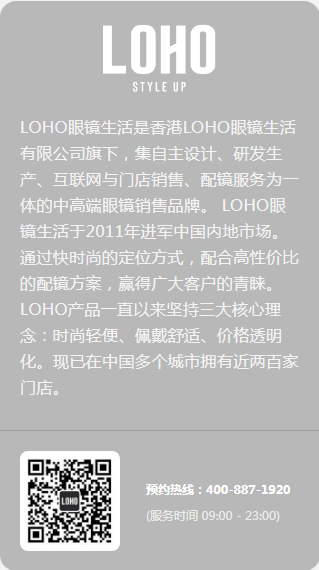 LOHO
STYLE UP
LOHO眼镜生活是香港LOHO眼镜生活
有限公司旗下，集自主设计、研发生
产、互联网与门店销售、配镜服务为一
体的中高端眼镜销售品牌。 LOHO眼
镜生活于2011年进军中国内地市场。
通过快时尚的定位方式，配合高性价比
的配镜方案，赢得广大客户的青睐。
LOHO产品一直以来坚持三大核心理
念：时尚轻便、佩戴舒适、价格透明
化。现已在中国多个城市拥有近两百家
门店。
LOHO
预约热线：400-887-1920
(服务时间 09:00 - 23:00)